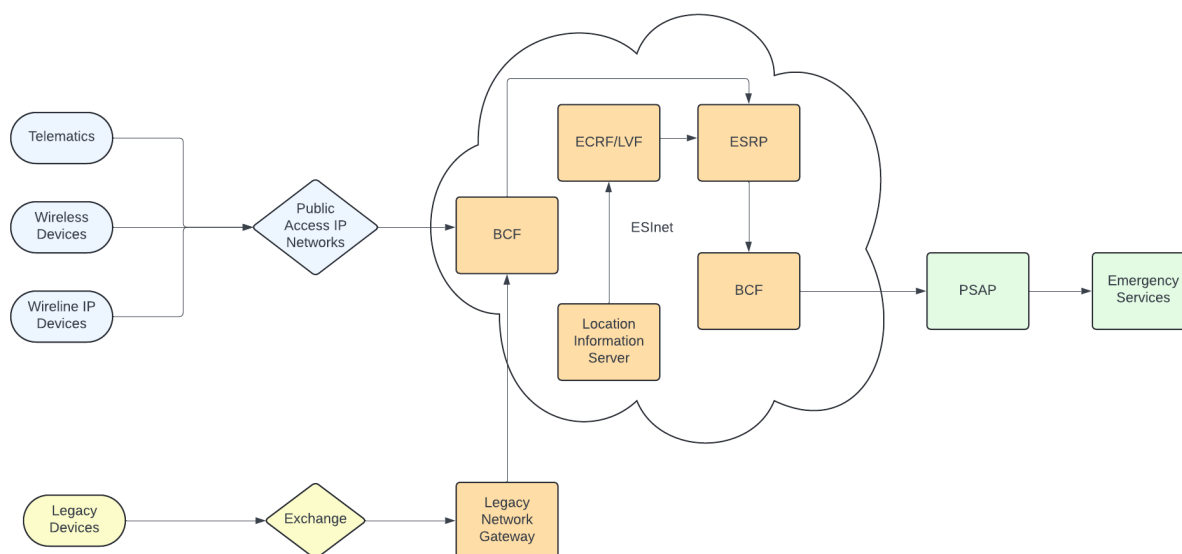 Telematics
Wireless
Devices
Wireline IP
Devices
Public
Access IP
Networks
BCF
ECRF/LVF
ESRP
ESInet
Location
Information
Server
BCF
PSAP
Emergency
Services
Legacy
Devices
Exchange
Legacy
Network
Gateway